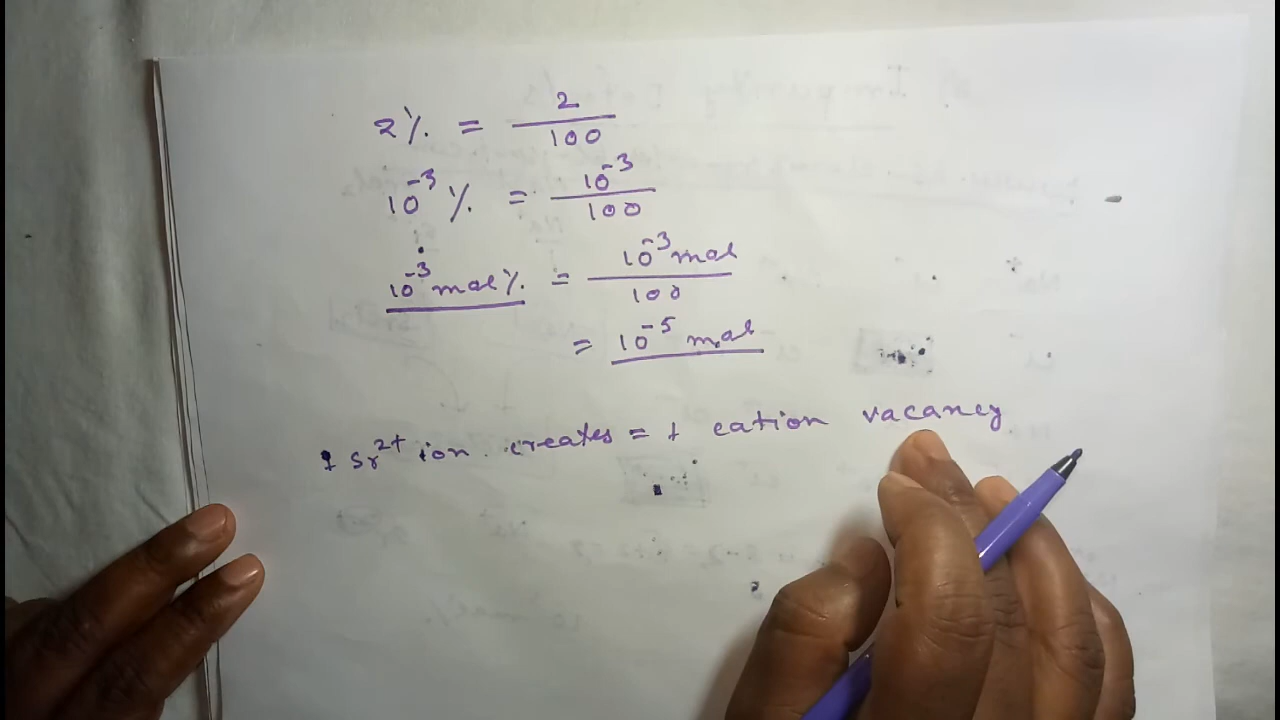 2% = 2/100
10⁻³ % = 10⁻³/100
10⁻³ mol% = 10⁻³ mol/100
= 10⁻⁵ mol
1 Sr²⁺ ion creates = 1 cation vacancy